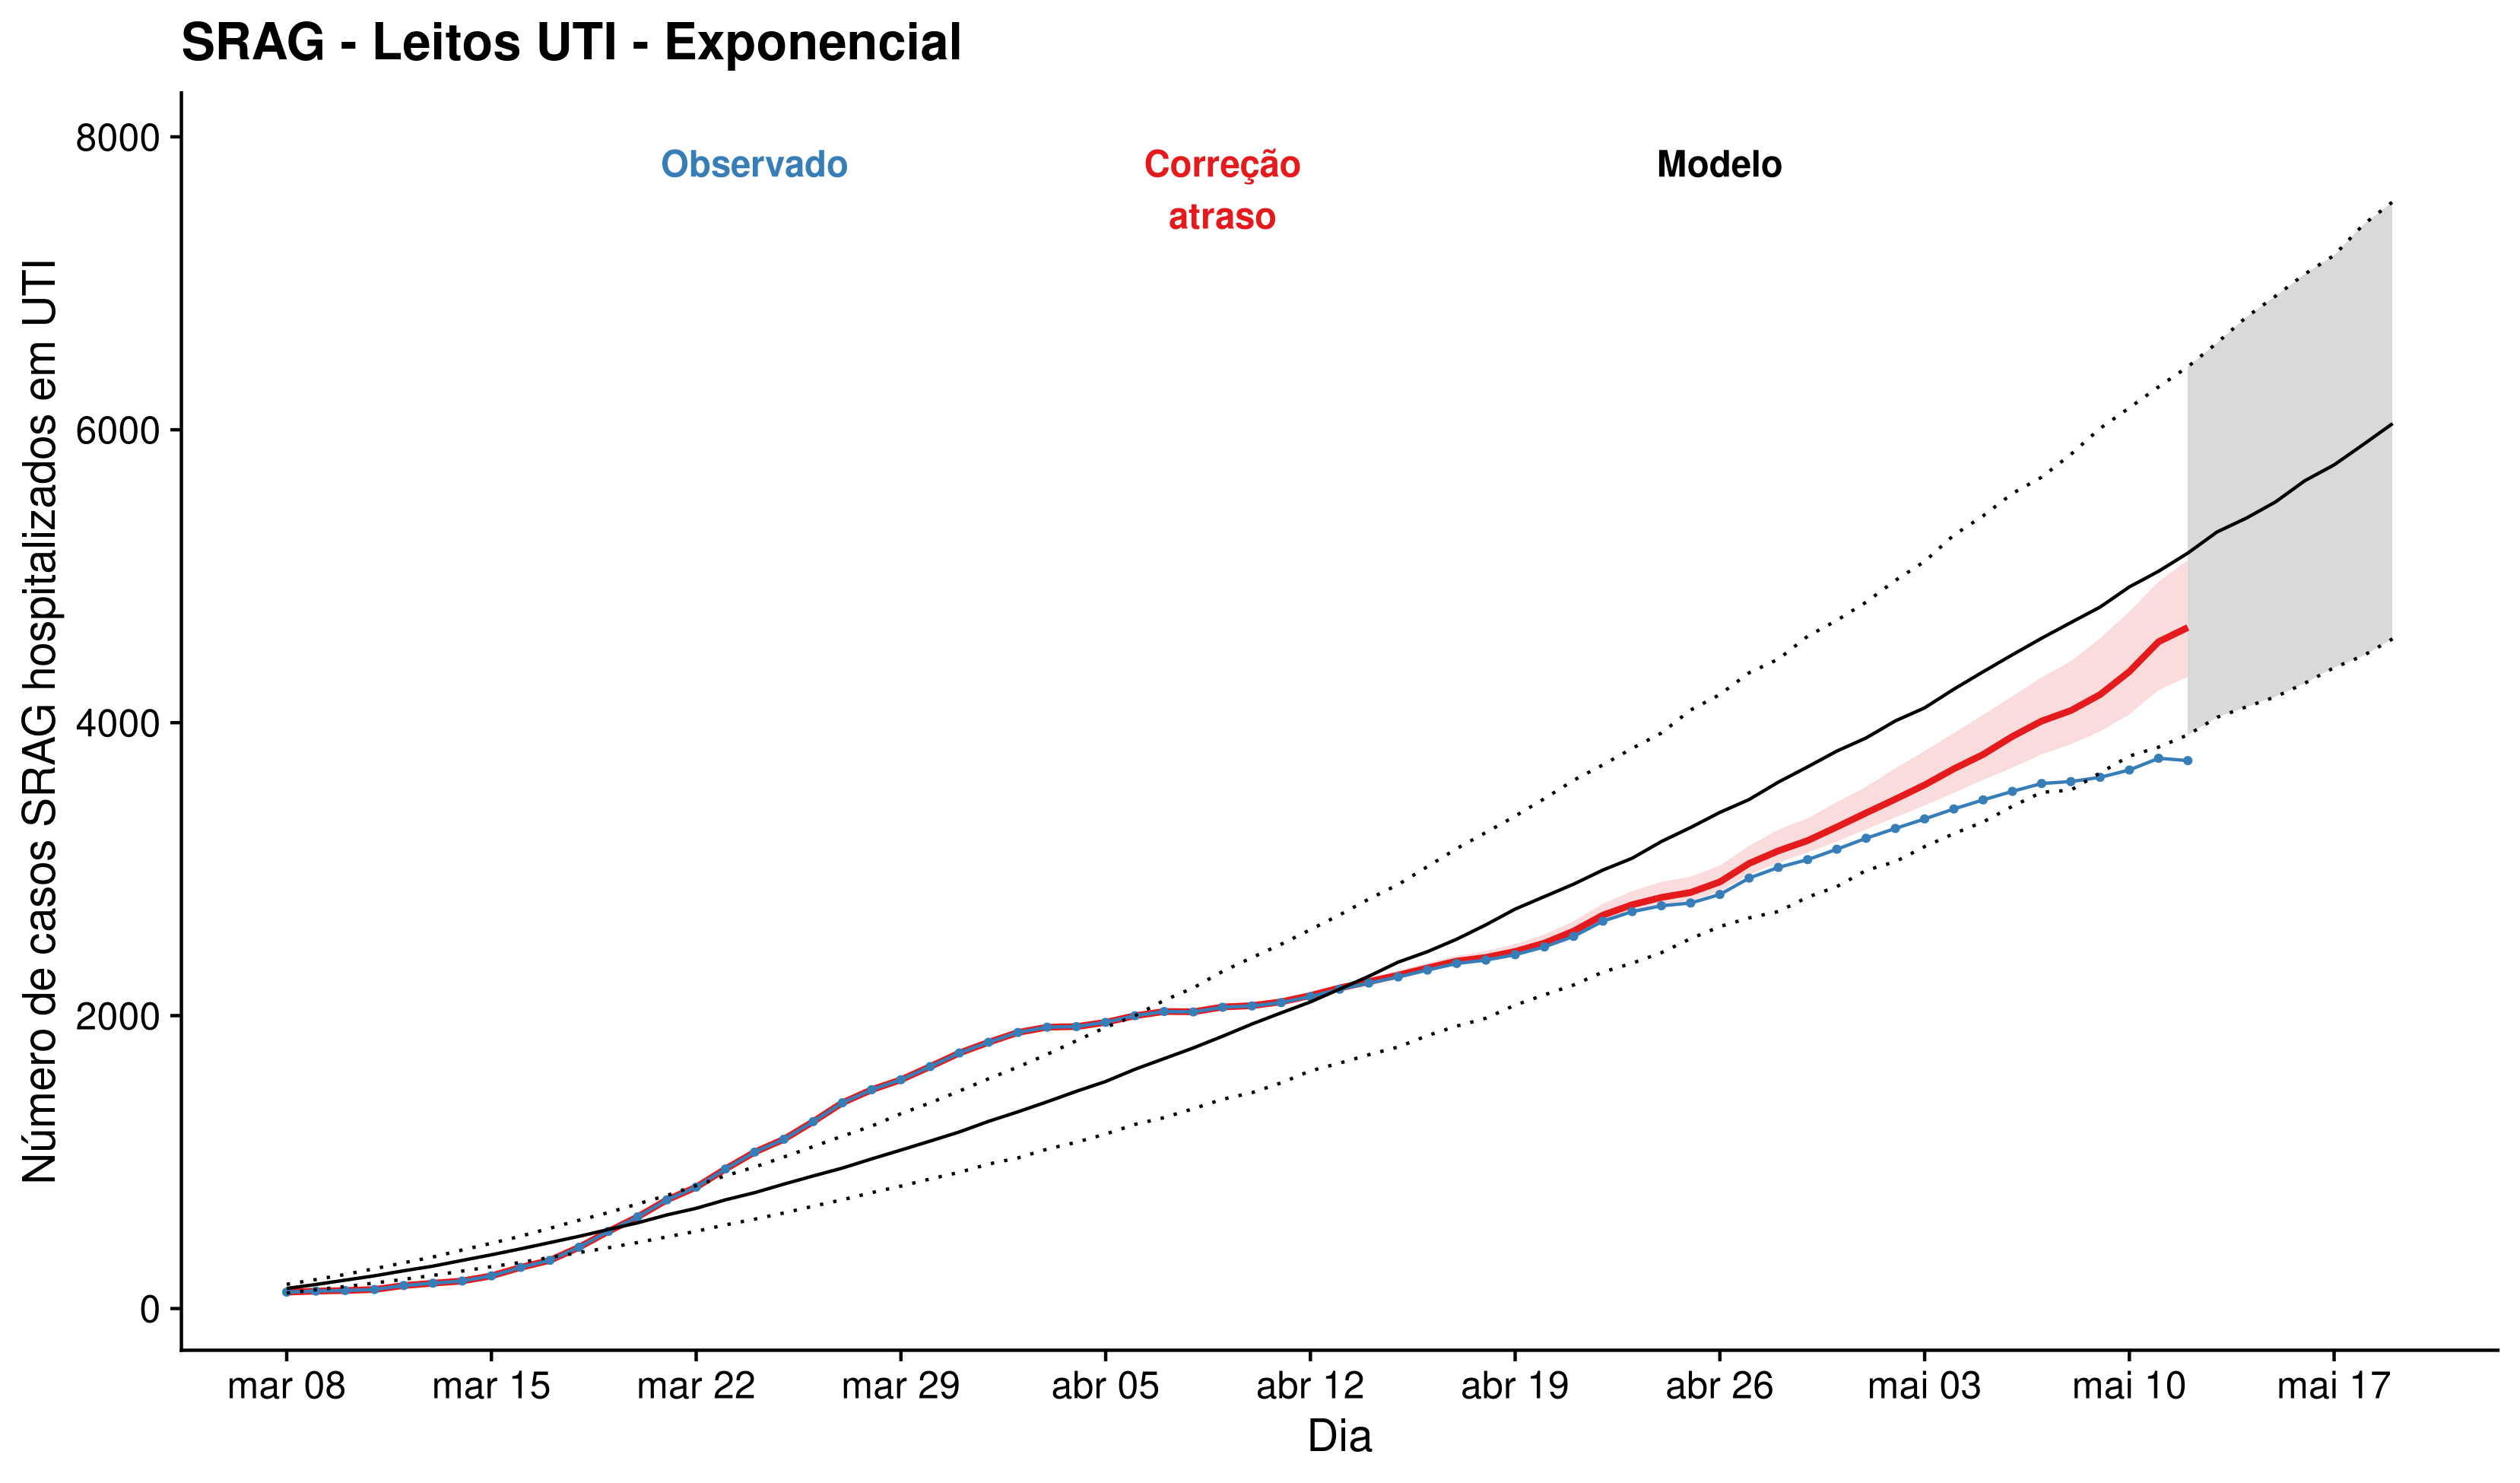 SRAG - Leitos UTI - Exponencial
Observado
Correção
atraso
Modelo
Número de casos SRAG hospitalizados em UTI
8000
6000
4000
2000
0
mar 08
mar 15
mar 22
mar 29
abr 05
abr 12
abr 19
abr 26
mai 03
mai 10
mai 17
Dia